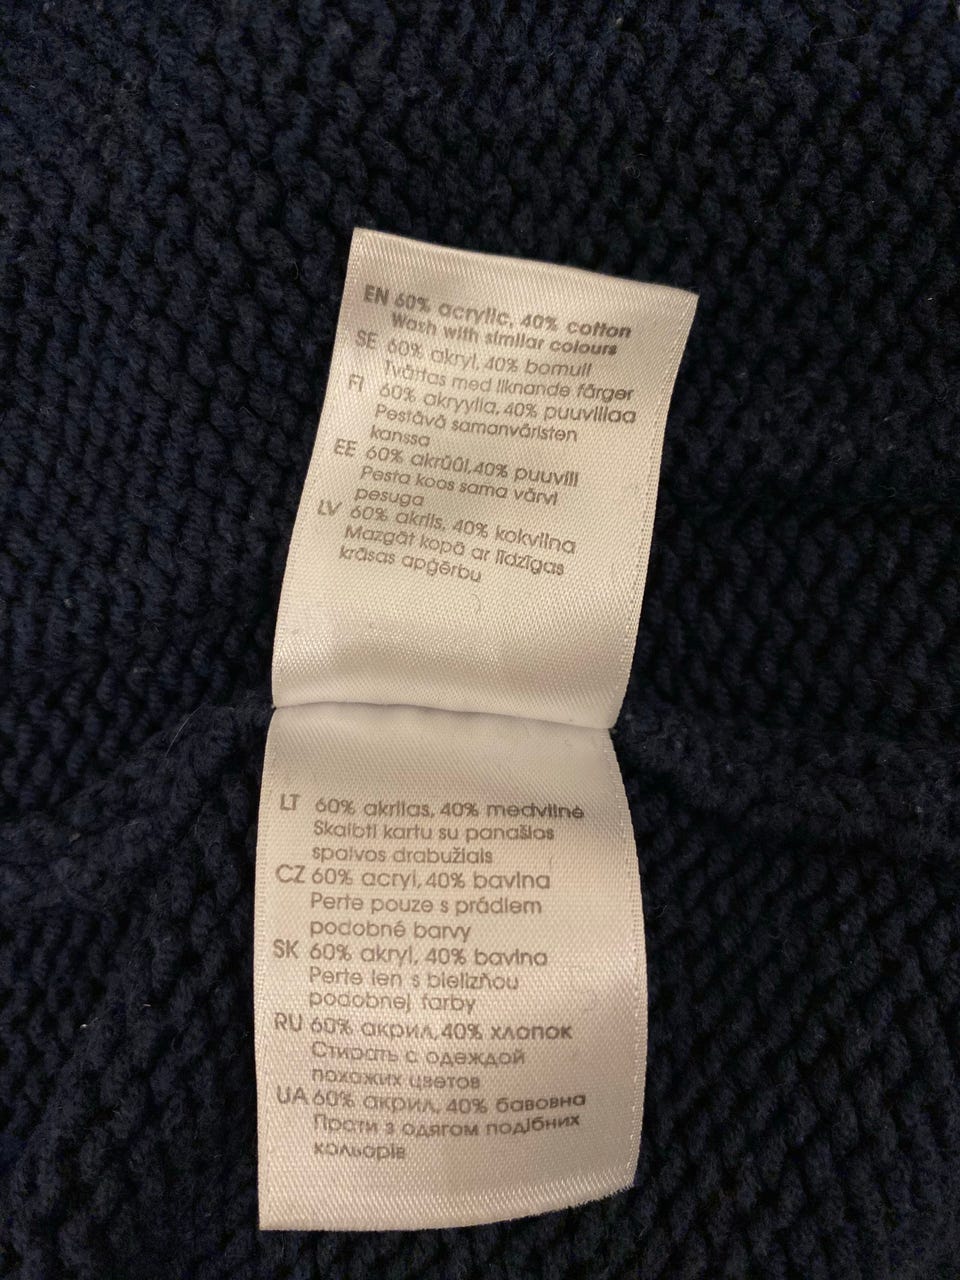 EN 60% acrylic, 40% cotton
Wash with similar colours
SE 60% akryl, 40% bomull
Tvättas med liknande färger
FI 60% akryylia, 40% puuvillaa
Pestävä samanväristen
kanssa
EE 60% akrüül,40% puuvill
Pesta koos sama värvi
pesuga
LV 60% akrils, 40% kokvilna
Mazgāt kopā ar līdzīgas
krāsas apģērbu
LT 60% akrilas, 40% medvilnė
Skalbti kartu su panašios
spalvos drabužiais
CZ 60% acryl, 40% bavlna
Perte pouze s prádlem
podobné barvy
SK 60% akryl, 40% bavlna
Perte len s bielizňou
podobnej farby
RU 60% акрил, 40% хлопок
Стирать с одеждой
похожих цветов
UA 60% акрил, 40% бавовна
Прати з одягом подібних
кольорів